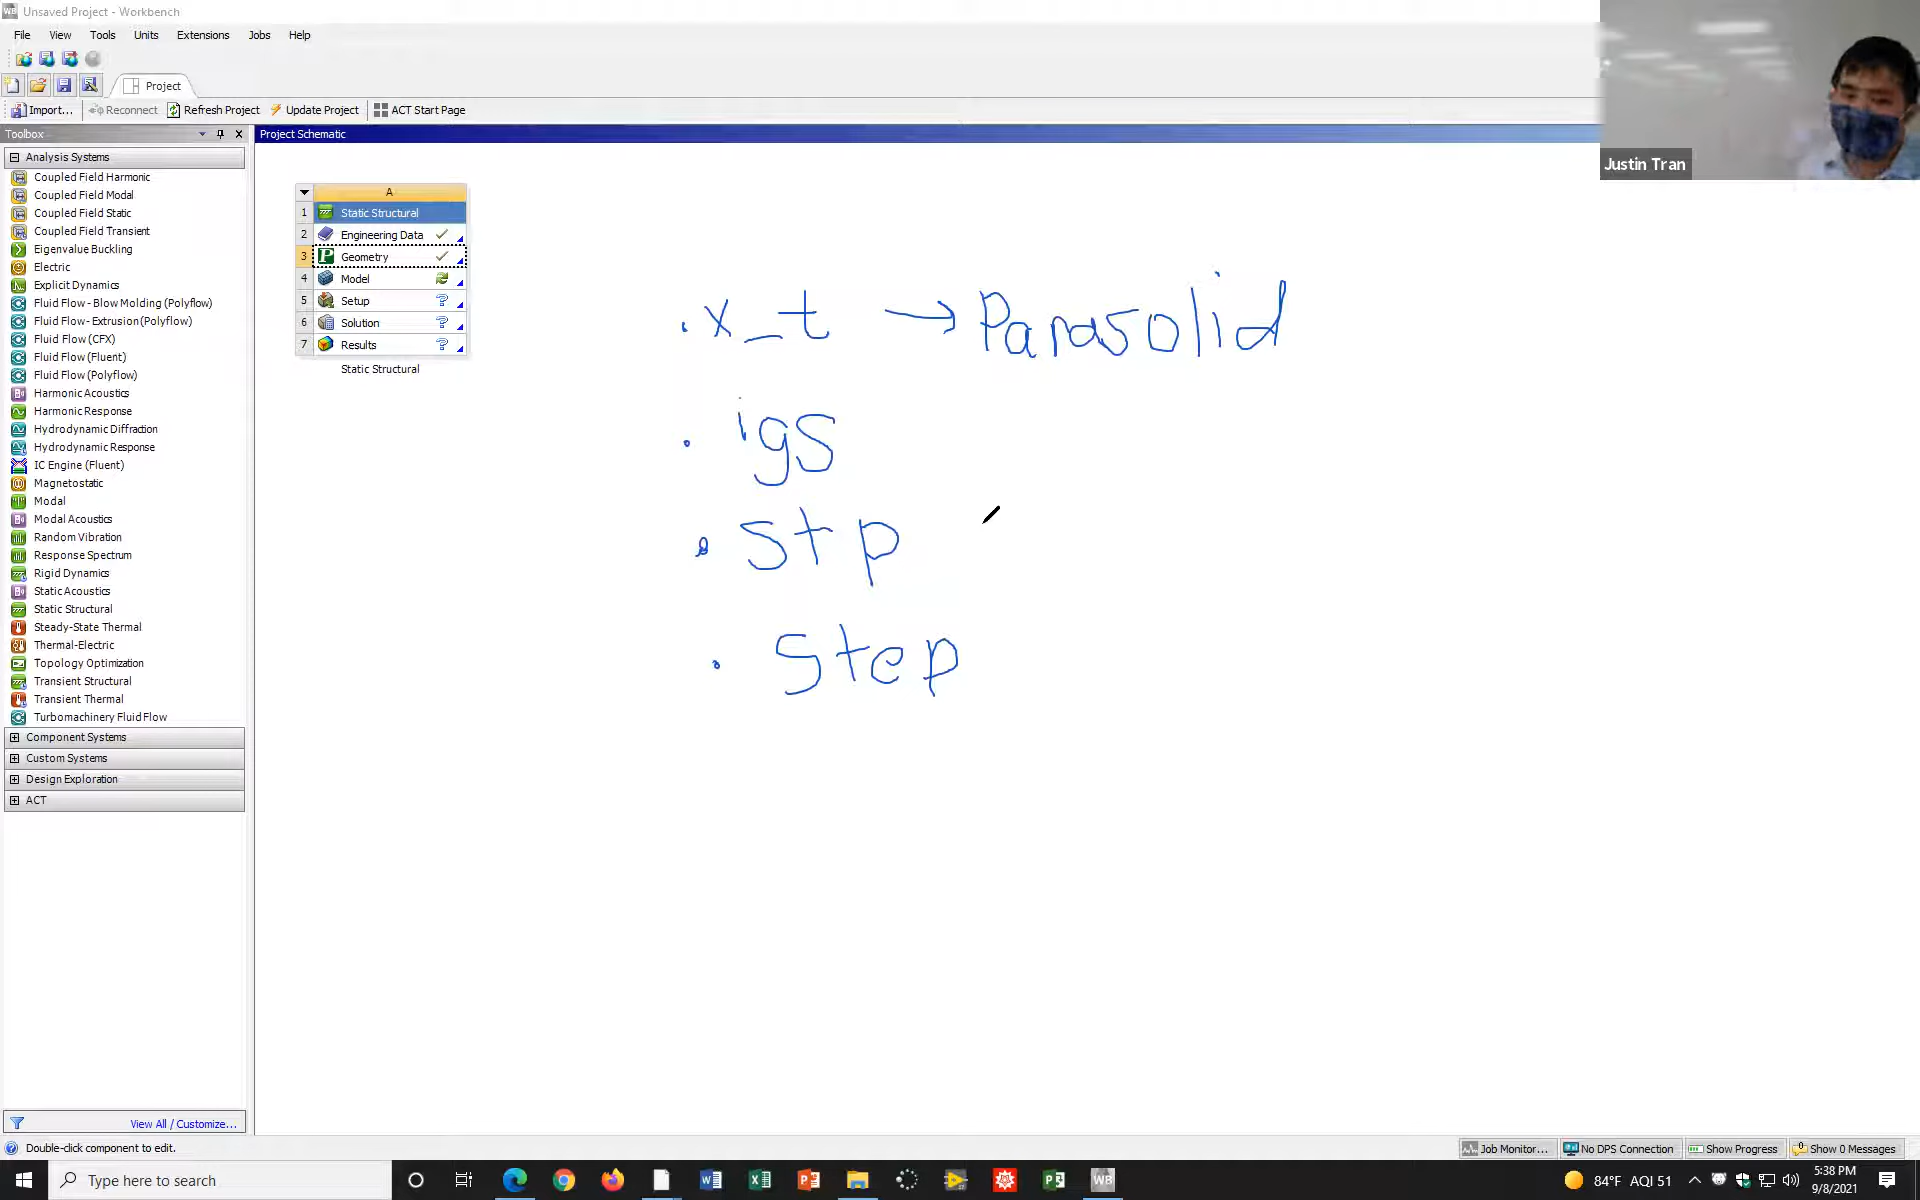 Unsaved Project - Workbench
File View Tools Units Extensions Jobs Help
Project
Import... Reconnect Refresh Project Update Project ACT Start Page
Toolbox
Project Schematic
Analysis Systems
Coupled Field Harmonic
Coupled Field Modal
Coupled Field Static
Coupled Field Transient
Eigenvalue Buckling
Electric
Explicit Dynamics
Fluid Flow - Blow Molding (Polyflow)
Fluid Flow- Extrusion (Polyflow)
Fluid Flow (CFX)
Fluid Flow (Fluent)
Fluid Flow (Polyflow)
Harmonic Acoustics
Harmonic Response
Hydrodynamic Diffraction
Hydrodynamic Response
IC Engine (Fluent)
Magnetostatic
Modal
Modal Acoustics
Random Vibration
Response Spectrum
Rigid Dynamics
Static Acoustics
Static Structural
Steady-State Thermal
Thermal-Electric
Topology Optimization
Transient Structural
Transient Thermal
Turbomachinery Fluid Flow
Component Systems
Custom Systems
Design Exploration
ACT
View All / Customize...
A
1 Static Structural
2 Engineering Data
3 Geometry
4 Model
5 Setup ?
6 Solution ?
7 Results ?
Static Structural
.x_t → Parasolid
. igs
. stp
. step
Justin Tran
Double-click component to edit.
Job Monitor... No DPS Connection Show Progress Show 0 Messages
Type here to search
84°F AQI 51
5:38 PM
9/8/2021